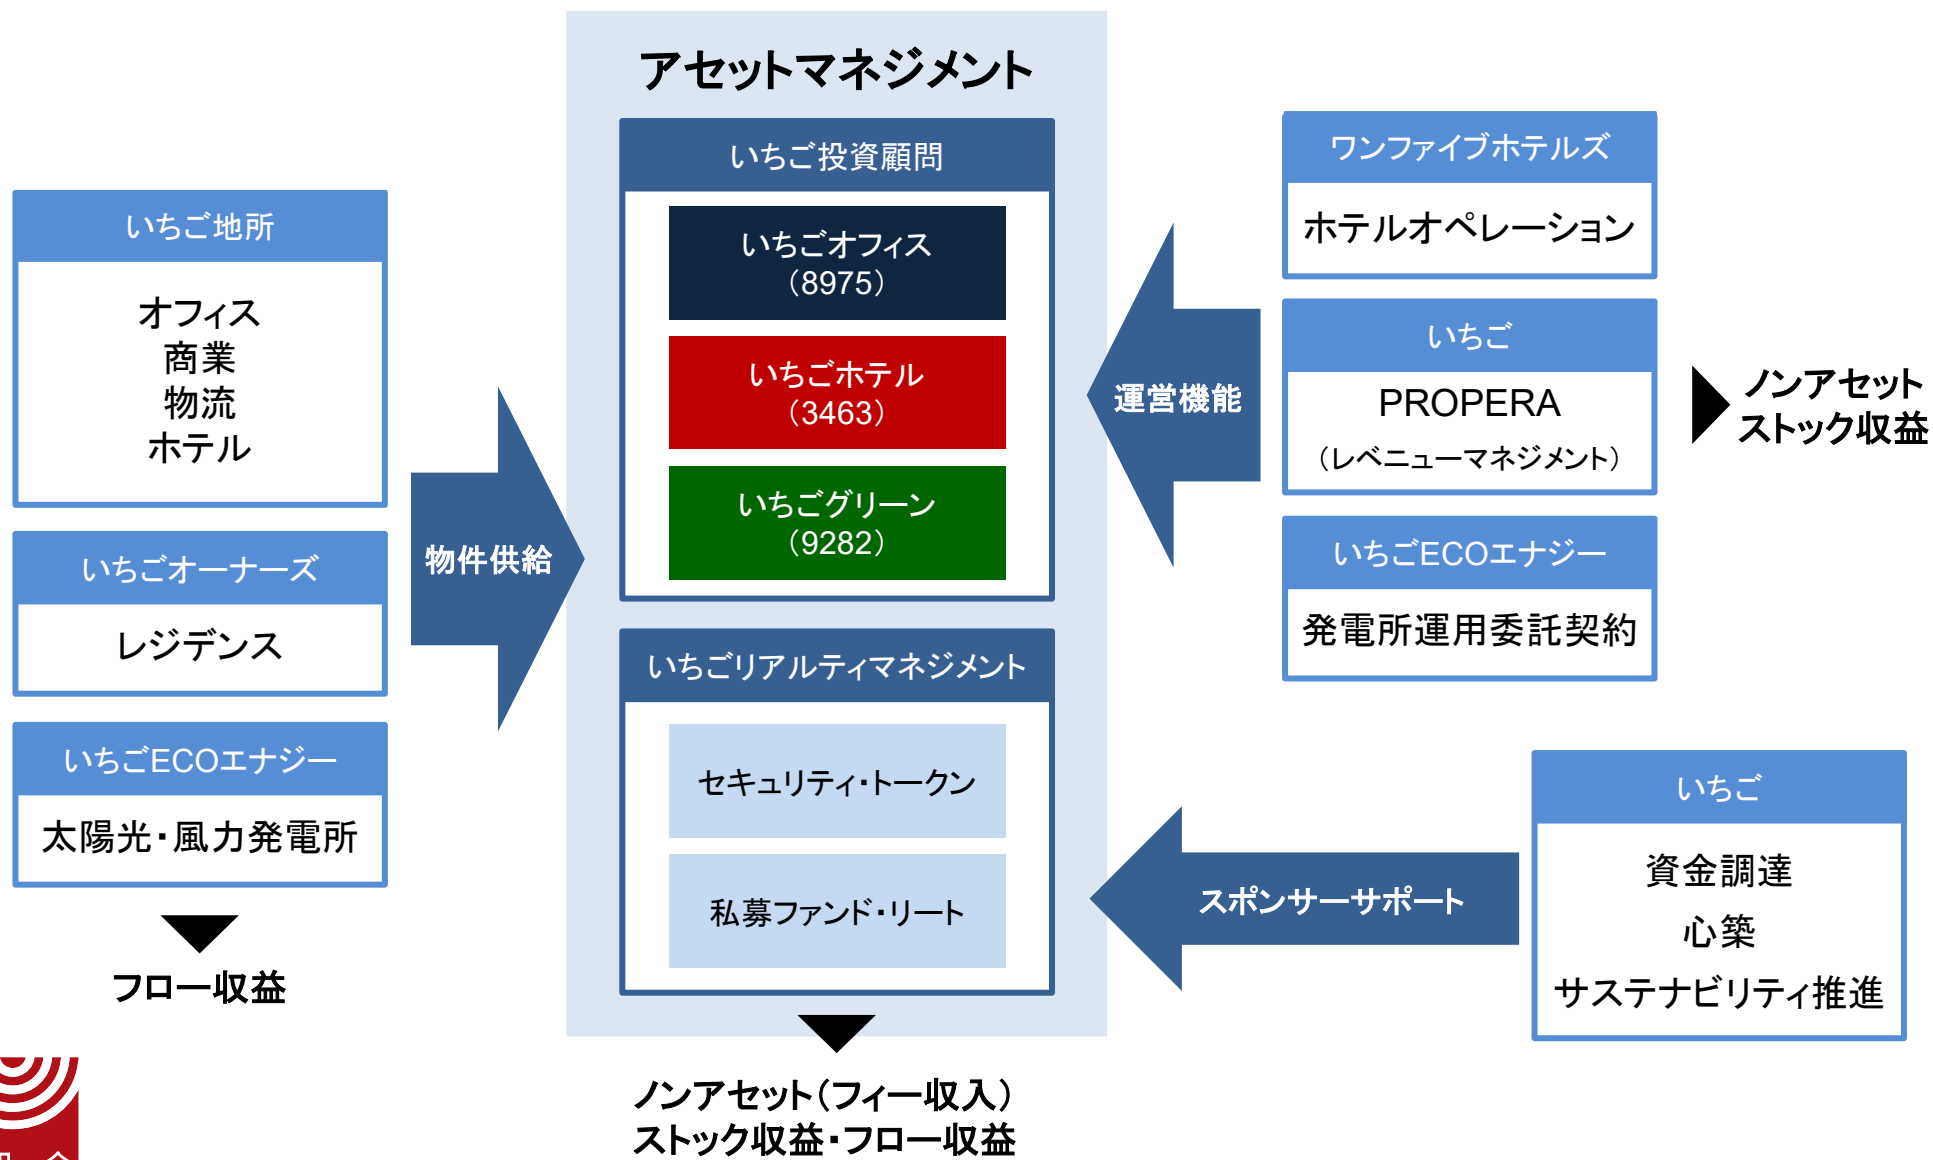 アセットマネジメント
いちご地所
オフィス
商業
物流
ホテル
いちごオーナーズ
レジデンス
いちごECOエナジー
太陽光・風力発電所
フロー収益
物件供給
いちご投資顧問
いちごオフィス
（8975）
いちごホテル
（3463）
いちごグリーン
（9282）
いちごリアルティマネジメント
セキュリティ・トークン
私募ファンド・リート
ノンアセット（フィー収入）
ストック収益・フロー収益
運営機能
ワンファイブホテルズ
ホテルオペレーション
いちご
PROPERA
（レベニューマネジメント）
いちごECOエナジー
発電所運用委託契約
ノンアセット
ストック収益
スポンサーサポート
いちご
資金調達
心築
サステナビリティ推進